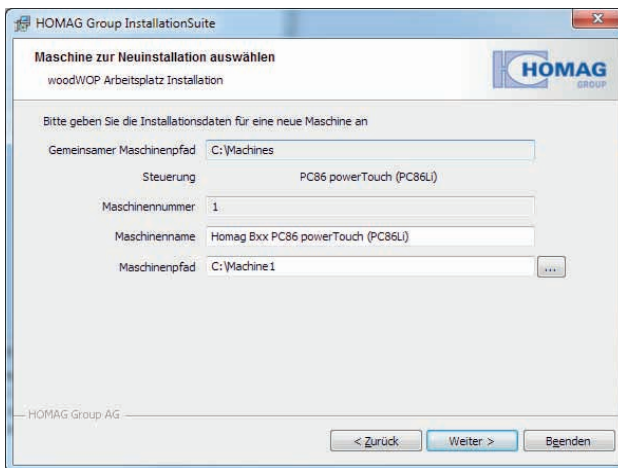 HOMAG Group InstallationSuite
Maschine zur Neuinstallation auswählen
woodWOP Arbeitsplatz Installation
HOMAG
GROUP
Bitte geben Sie die Installationsdaten für eine neue Maschine an
Gemeinsamer Maschinenpfad C:\Machines
Steuerung PC86 powerTouch (PC86Li)
Maschinennummer 1
Maschinenname Homag Bxx PC86 powerTouch (PC86Li)
Maschinenpfad C:\Machine1 ...
HOMAG Group AG
< Zurück Weiter > Beenden